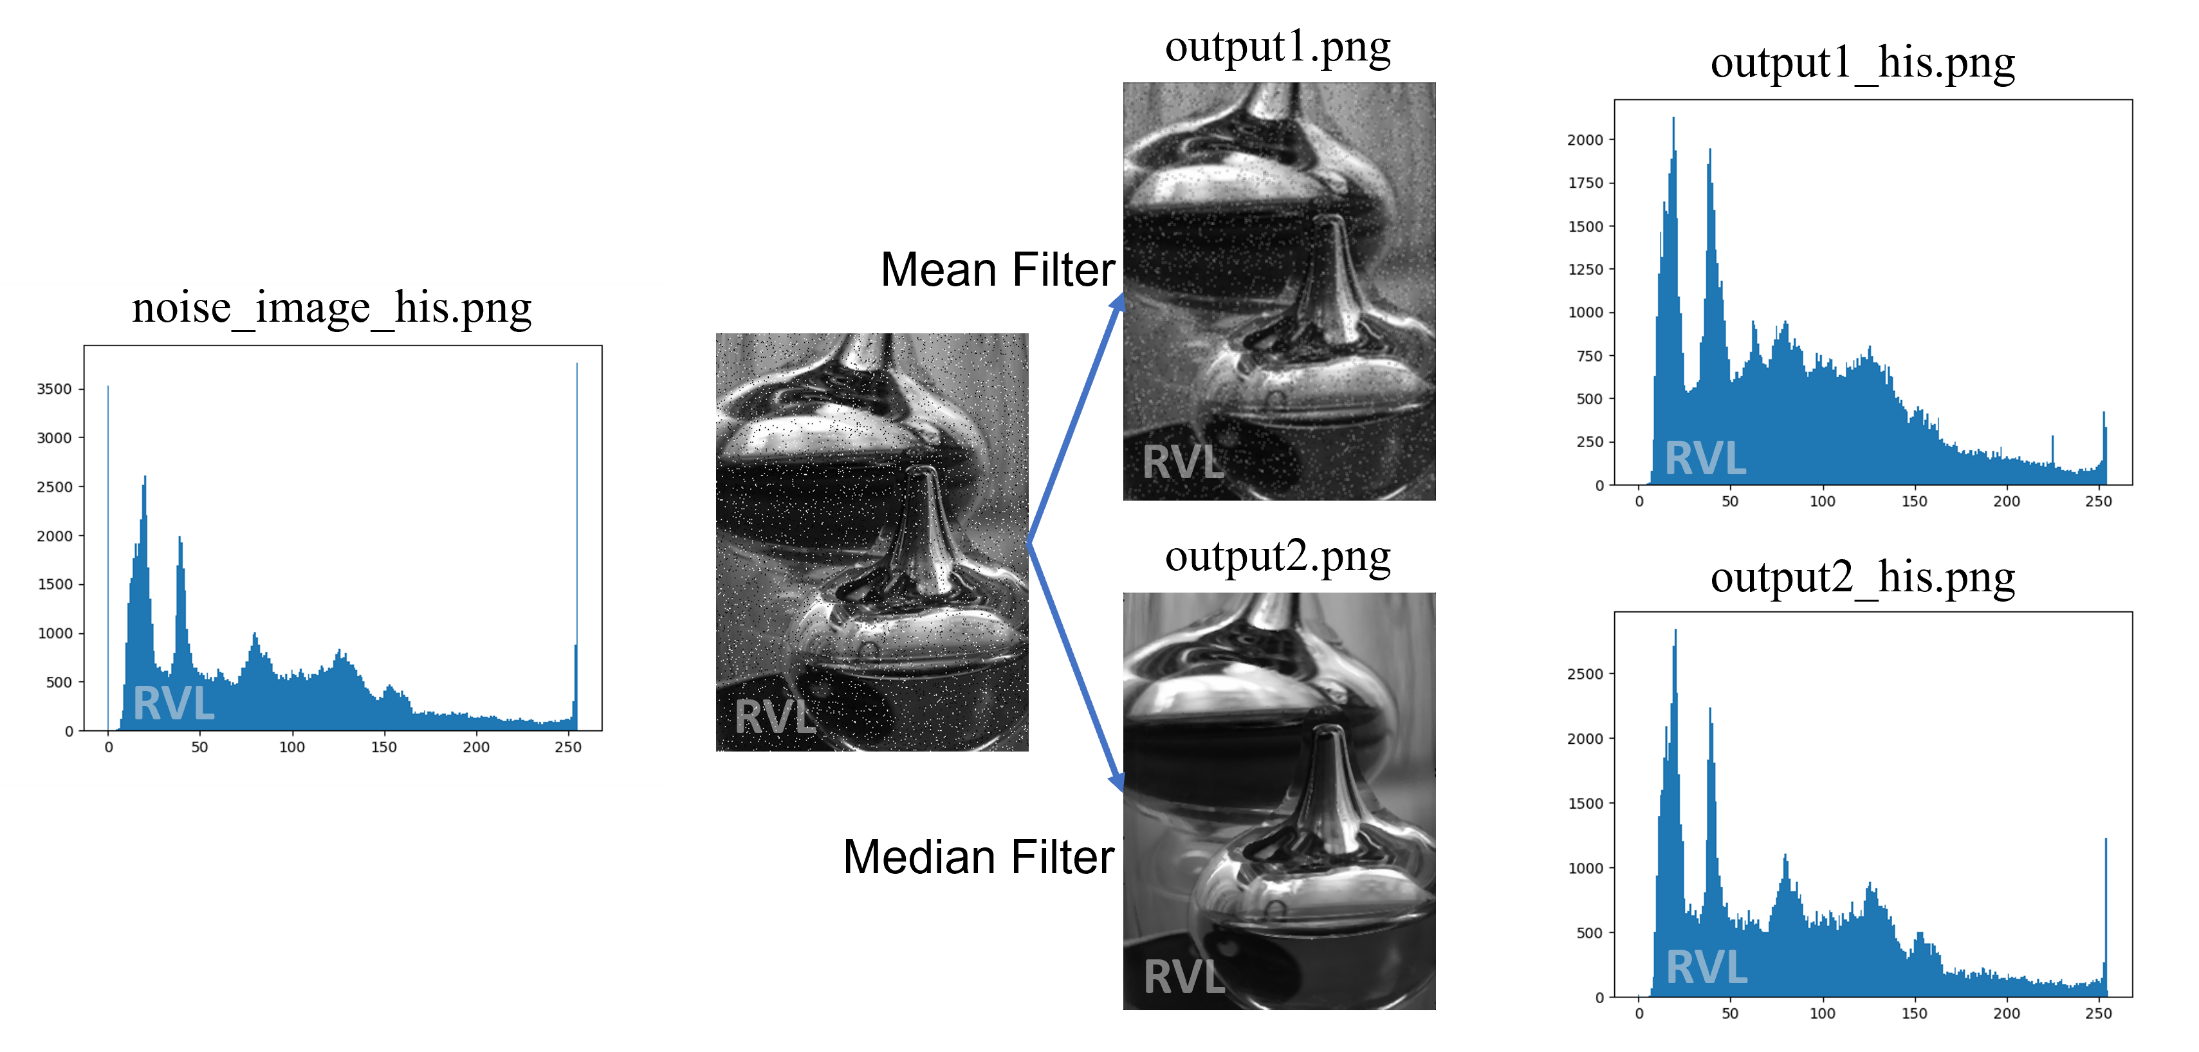 noise_image_his.png
3500
3000
2500
2000
1500
1000
500
0
0 50 100 150 200 250
RVL
RVL
Mean Filter
Median Filter
output1.png
RVL
output2.png
RVL
output1_his.png
2000
1750
1500
1250
1000
750
500
250
0
0 50 100 150 200 250
RVL
output2_his.png
2500
2000
1500
1000
500
0
0 50 100 150 200 250
RVL